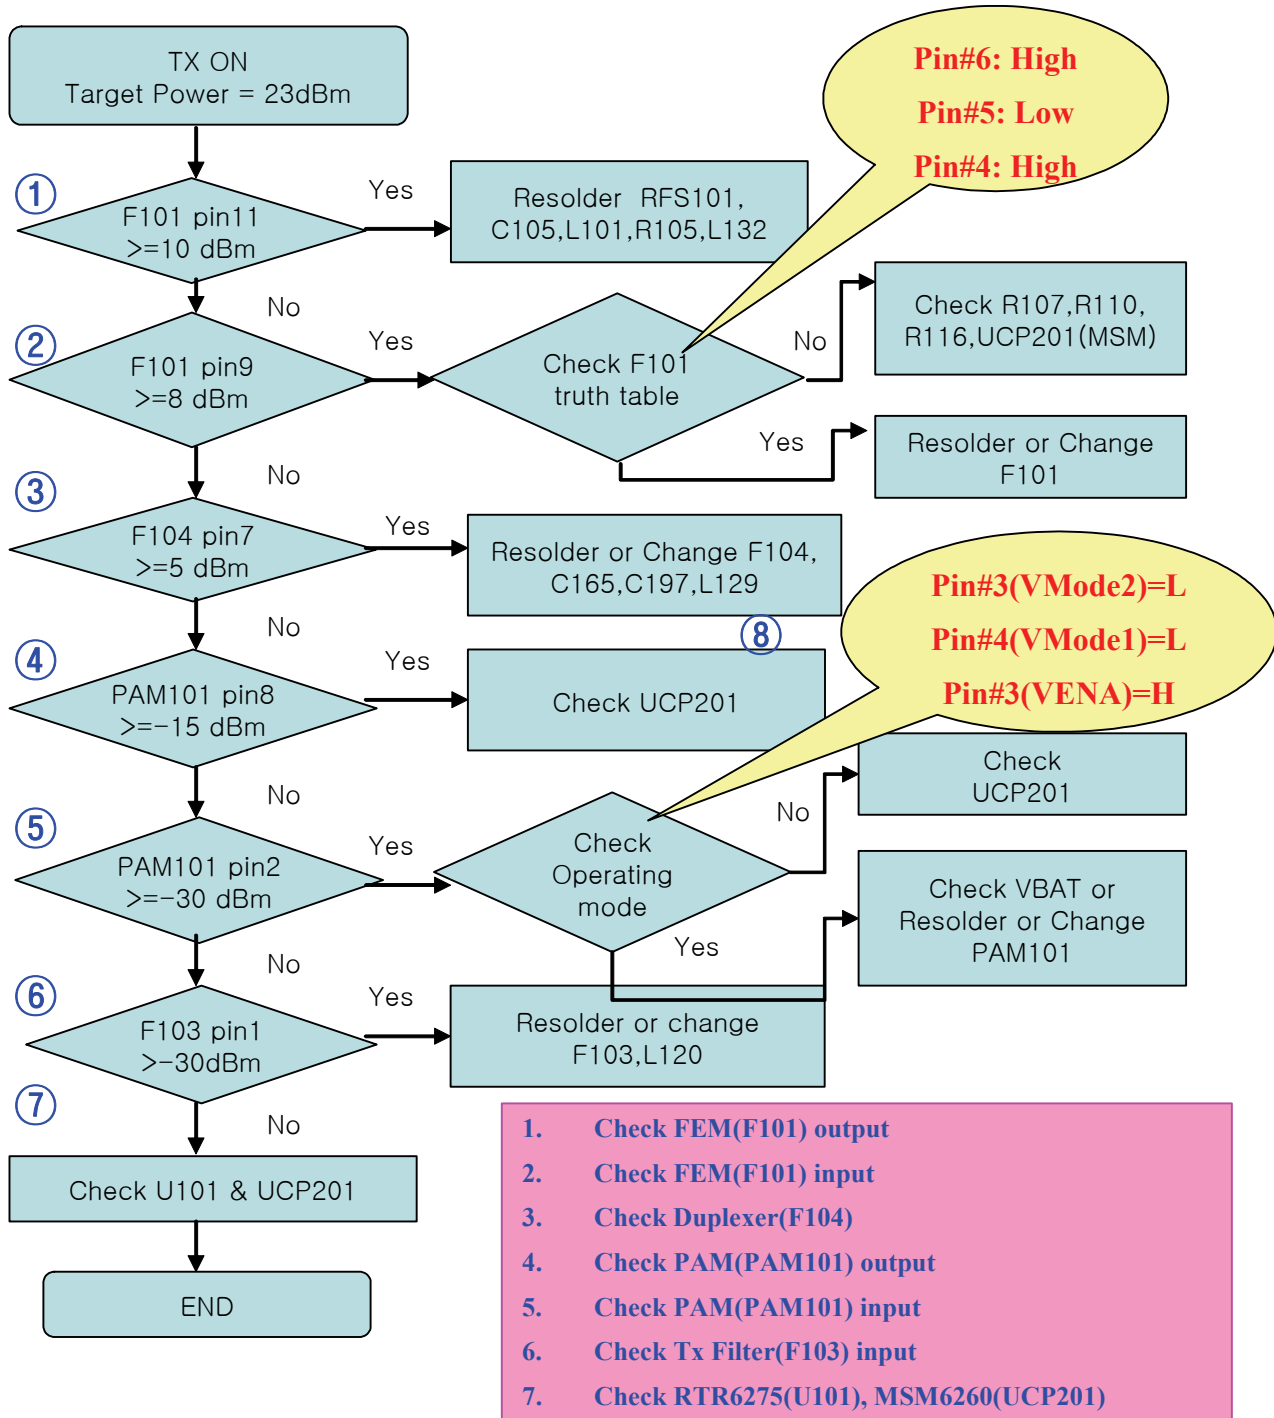 TX ON
Target Power = 23dBm
Pin#6: High
Pin#5: Low
Pin#4: High
①
F101 pin11
>=10 dBm
Yes
Resolder RFS101,
C105,L101,R105,L132
No
②
F101 pin9
>=8 dBm
Yes
Check F101
truth table
No
Check R107,R110,
R116,UCP201(MSM)
Yes
Resolder or Change
F101
No
③
F104 pin7
>=5 dBm
Yes
Resolder or Change F104,
C165,C197,L129
No
④
PAM101 pin8
>=-15 dBm
Yes
Check UCP201
⑧
Pin#3(VMode2)=L
Pin#4(VMode1)=L
Pin#3(VENA)=H
No
⑤
PAM101 pin2
>=-30 dBm
Yes
Check
Operating
mode
No
Check
UCP201
Yes
Check VBAT or
Resolder or Change
PAM101
No
⑥
F103 pin1
>-30dBm
Yes
Resolder or change
F103,L120
⑦
No
Check U101 & UCP201
END
1. Check FEM(F101) output
2. Check FEM(F101) input
3. Check Duplexer(F104)
4. Check PAM(PAM101) output
5. Check PAM(PAM101) input
6. Check Tx Filter(F103) input
7. Check RTR6275(U101), MSM6260(UCP201)